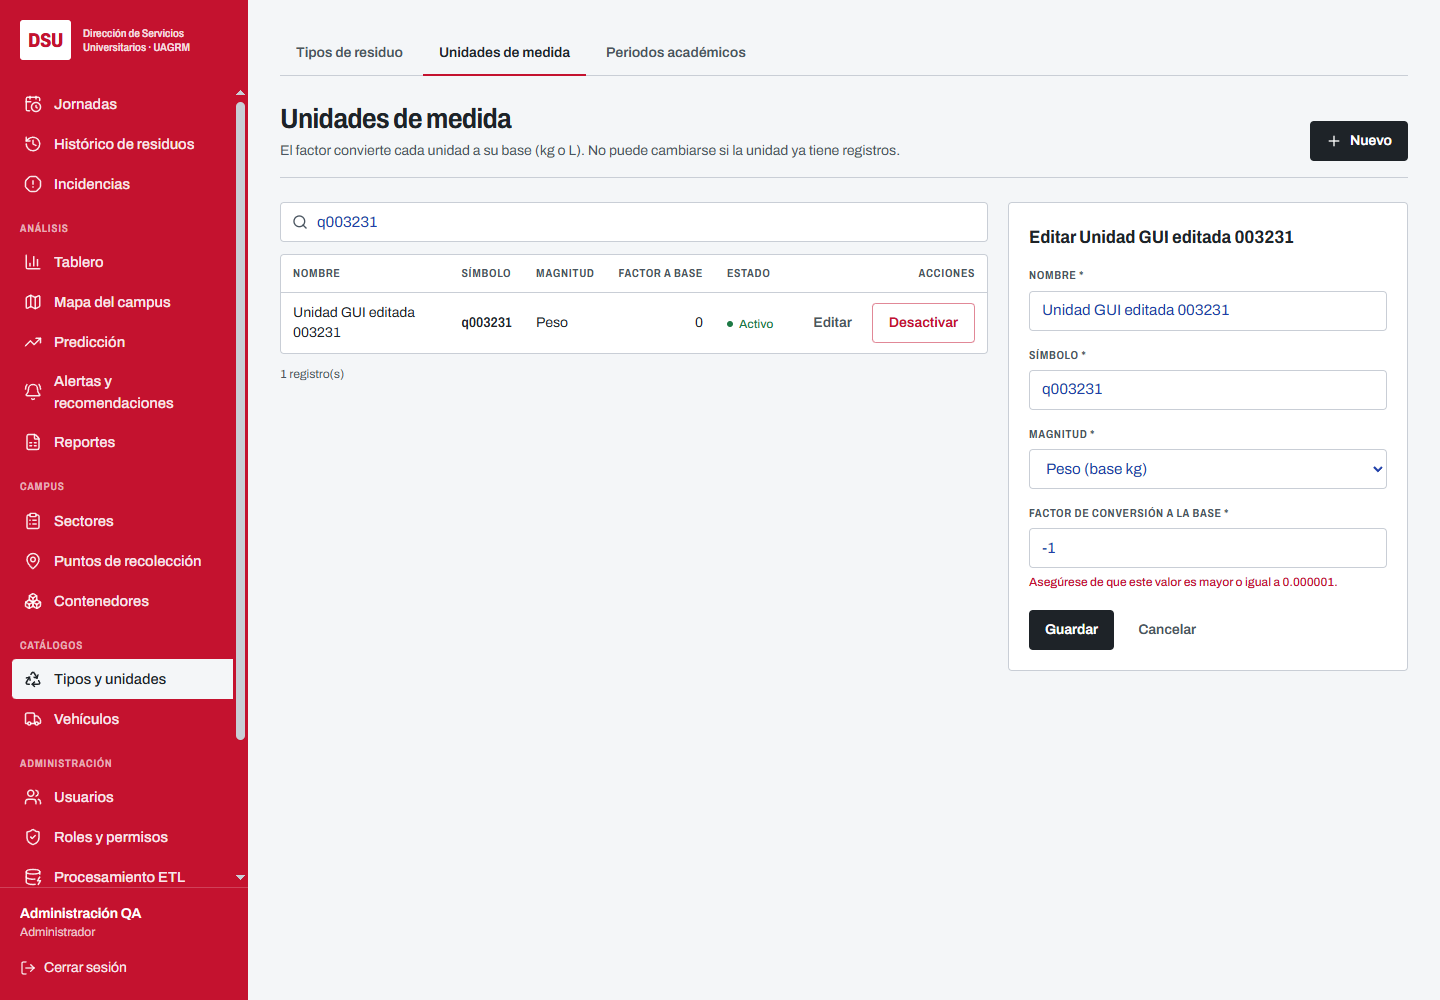 DSU
Dirección de Servicios
Universitarios · UAGRM
Jornadas
Histórico de residuos
Incidencias
ANÁLISIS
Tablero
Mapa del campus
Predicción
Alertas y
recomendaciones
Reportes
CAMPUS
Sectores
Puntos de recolección
Contenedores
CATÁLOGOS
Tipos y unidades
Vehículos
ADMINISTRACIÓN
Usuarios
Roles y permisos
Procesamiento ETL
Administración QA
Administrador
Cerrar sesión
Tipos de residuo Unidades de medida Periodos académicos
Unidades de medida
El factor convierte cada unidad a su base (kg o L). No puede cambiarse si la unidad ya tiene registros.
Nuevo
q003231
NOMBRE SÍMBOLO MAGNITUD FACTOR A BASE ESTADO ACCIONES
Unidad GUI editada
003231
q003231 Peso 0 Activo Editar Desactivar
1 registro(s)
Editar Unidad GUI editada 003231
NOMBRE *
Unidad GUI editada 003231
SÍMBOLO *
q003231
MAGNITUD *
Peso (base kg)
FACTOR DE CONVERSIÓN A LA BASE *
-1
Asegúrese de que este valor es mayor o igual a 0.000001.
Guardar Cancelar